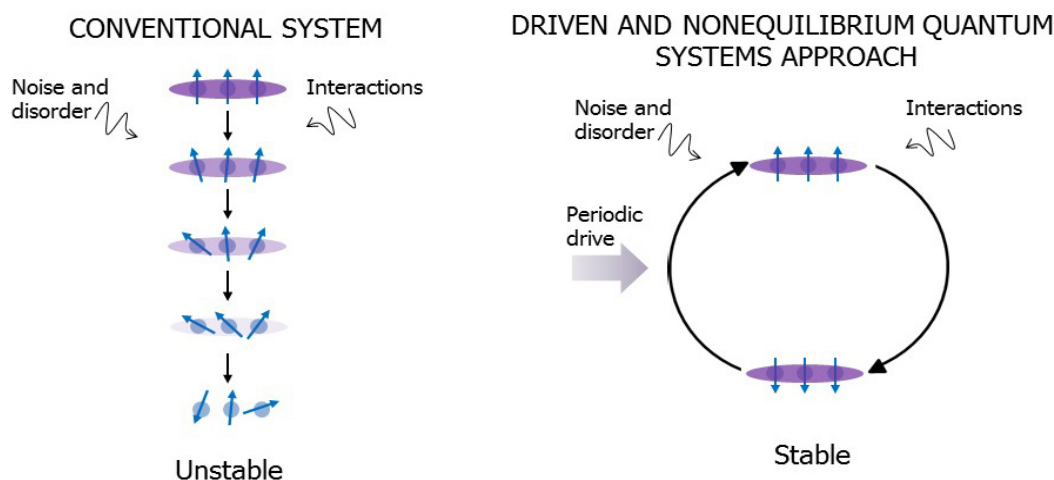 CONVENTIONAL SYSTEM
Noise and
disorder
Interactions
Unstable
DRIVEN AND NONEQUILIBRIUM QUANTUM
SYSTEMS APPROACH
Noise and
disorder
Interactions
Periodic
drive
Stable